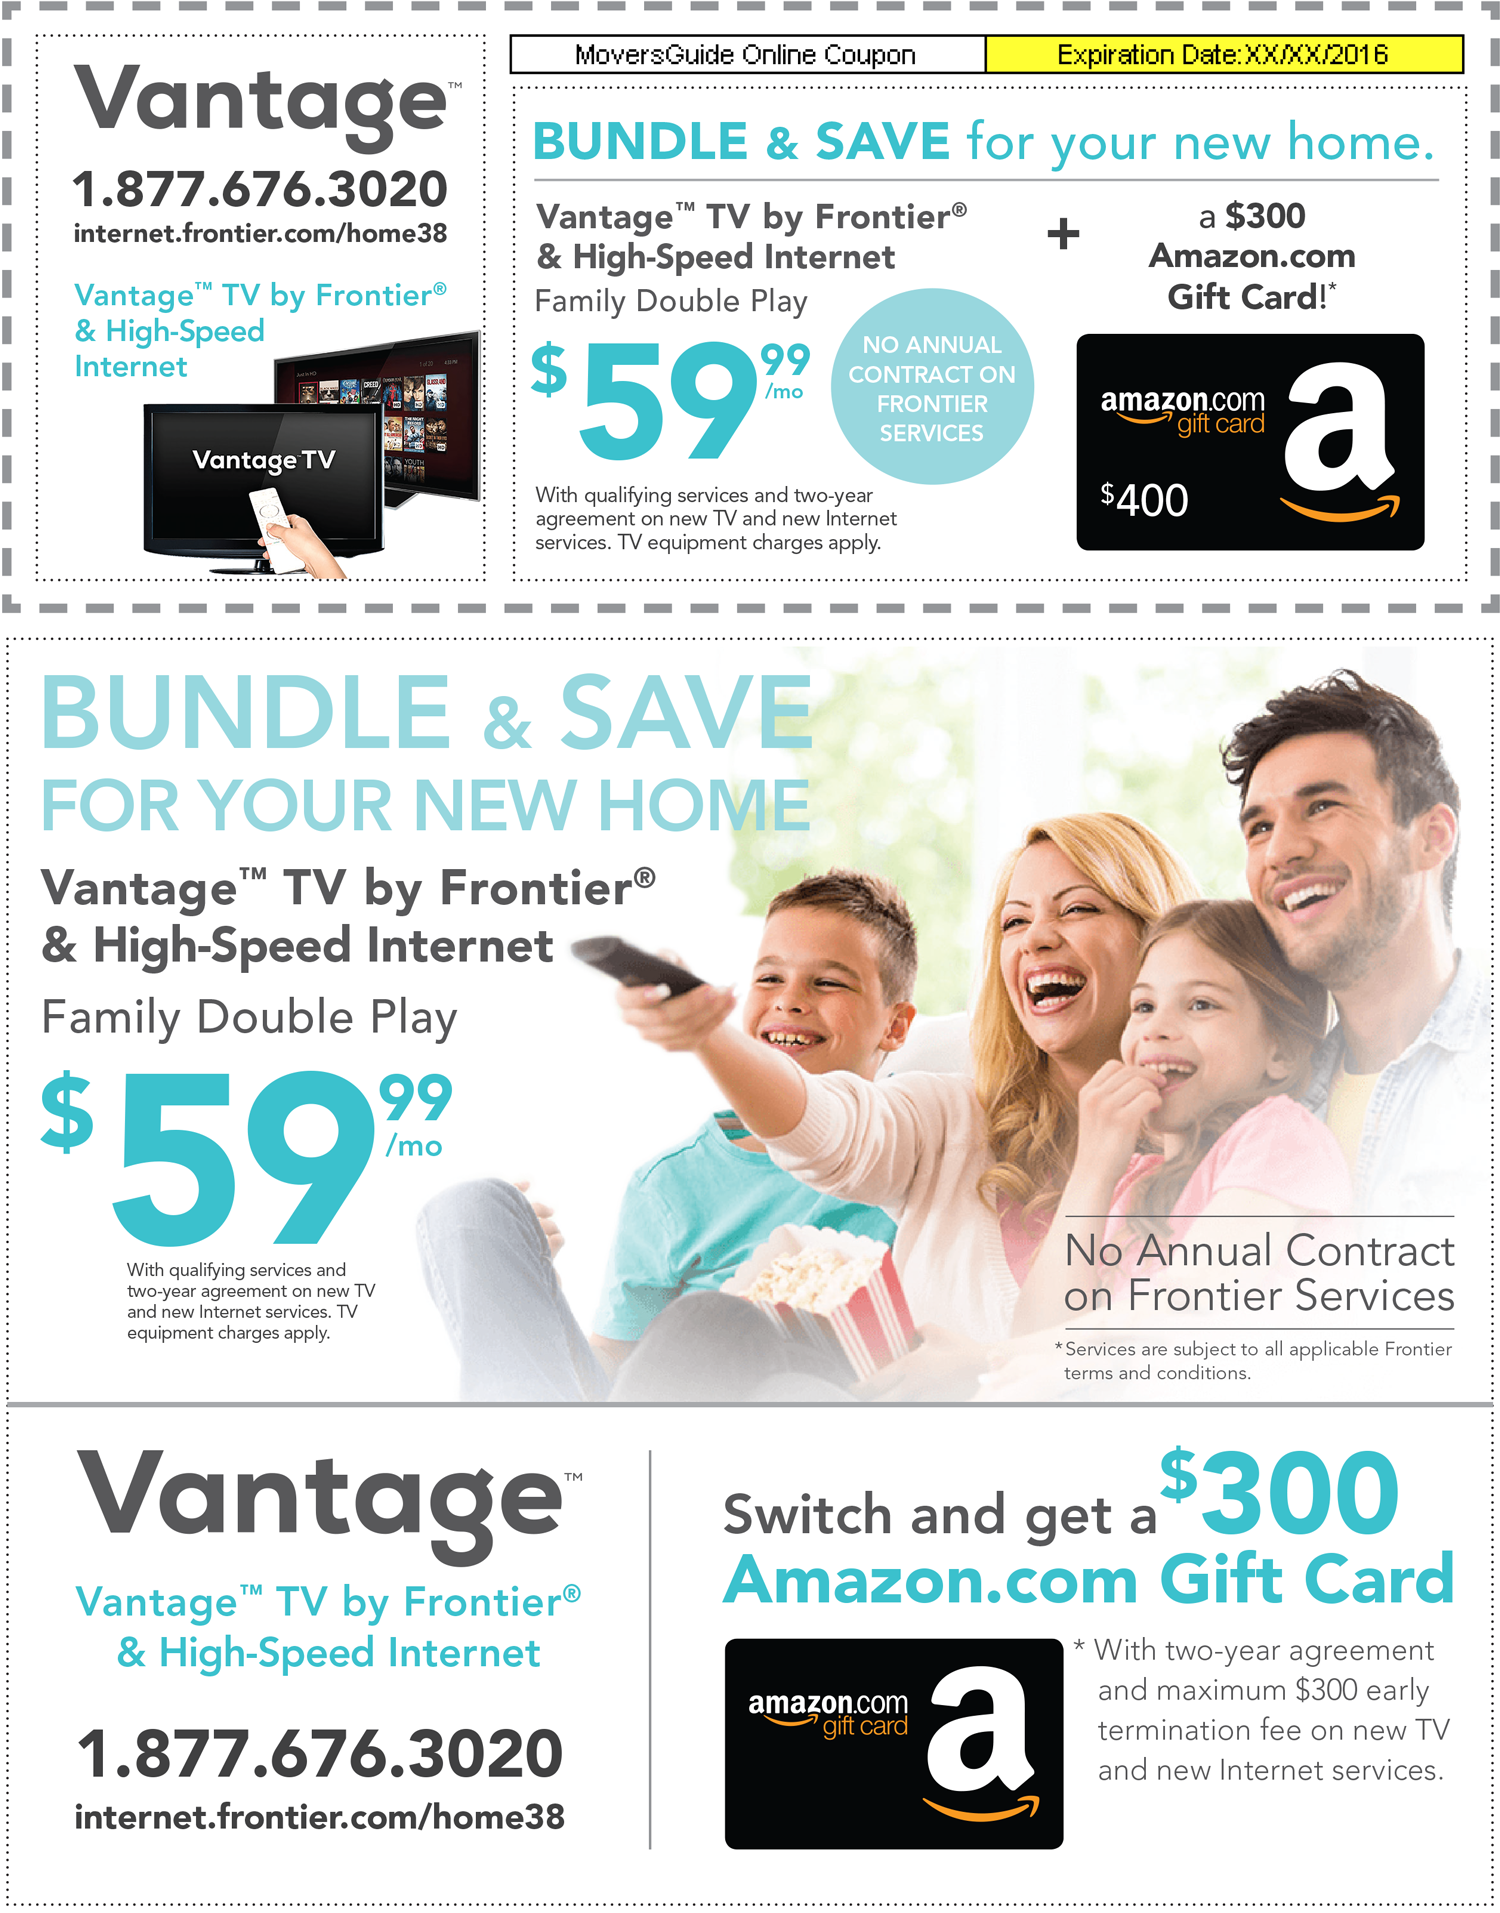 Vantage™
1.877.676.3020
internet.frontier.com/home38
Vantage™ TV by Frontier®
& High-Speed
Internet
Vantage TV
MoversGuide Online Coupon
Expiration Date:XX/XX/2016
BUNDLE & SAVE for your new home.
Vantage™ TV by Frontier®
& High-Speed Internet
Family Double Play
$59 99 /mo
NO ANNUAL
CONTRACT ON
FRONTIER
SERVICES
With qualifying services and two-year
agreement on new TV and new Internet
services. TV equipment charges apply.
+
a $300
Amazon.com
Gift Card!*
amazon.com
gift card
$400
BUNDLE & SAVE
FOR YOUR NEW HOME
Vantage™ TV by Frontier®
& High-Speed Internet
Family Double Play
$59 99 /mo
With qualifying services and
two-year agreement on new TV
and new Internet services. TV
equipment charges apply.
No Annual Contract
on Frontier Services
*Services are subject to all applicable Frontier
terms and conditions.
Vantage™
Vantage™ TV by Frontier®
& High-Speed Internet
1.877.676.3020
internet.frontier.com/home38
Switch and get a $300
Amazon.com Gift Card
amazon.com
gift card
* With two-year agreement
and maximum $300 early
termination fee on new TV
and new Internet services.